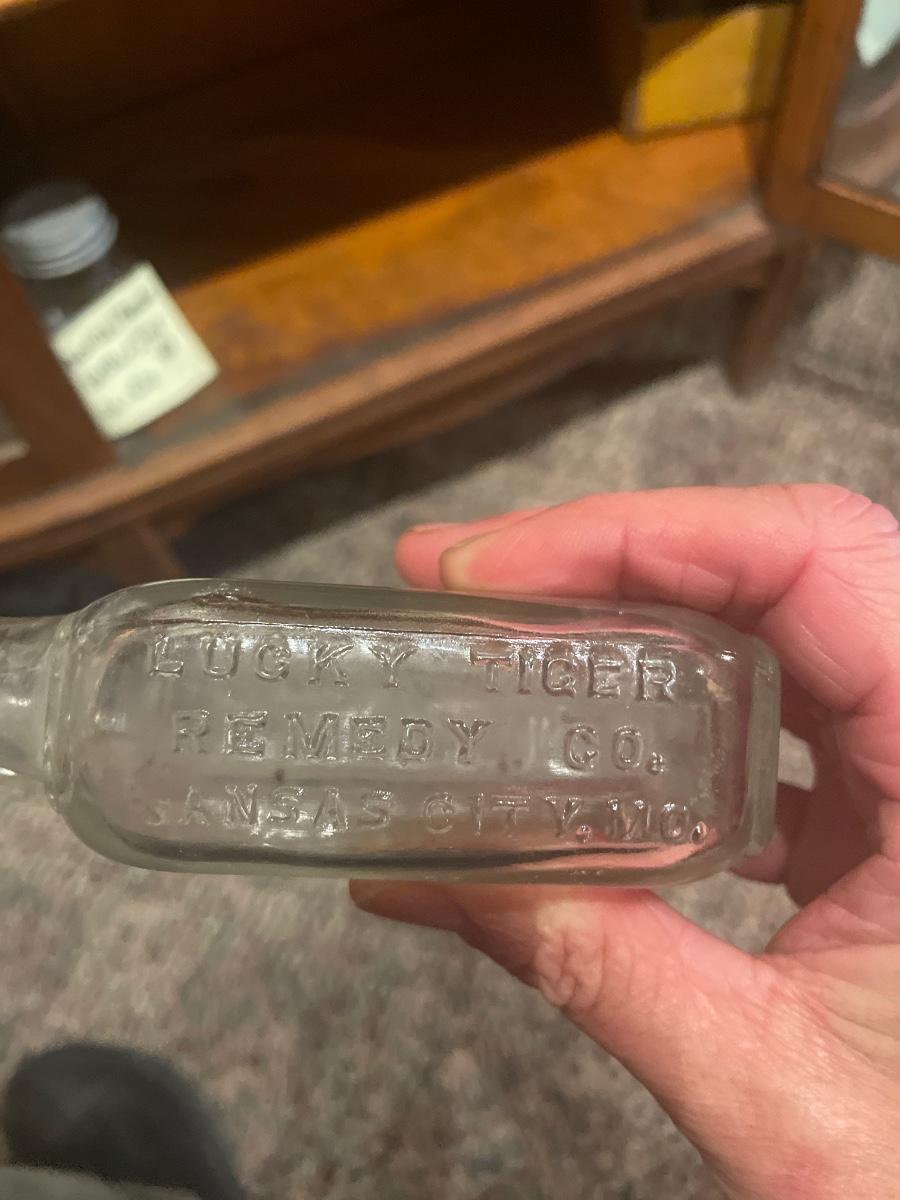 LUCKY TIGER
REMEDY CO.
KANSAS CITY, MO.